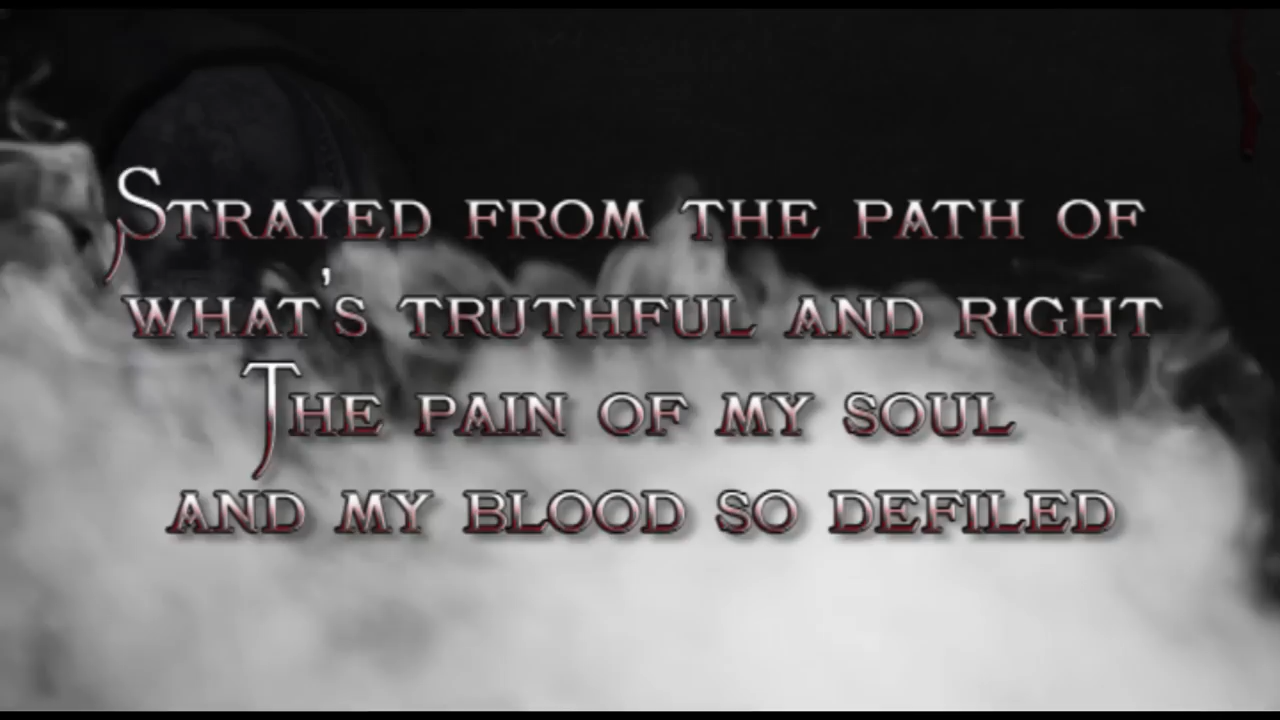 Strayed from the path of
what's truthful and right
The pain of my soul
and my blood so defiled